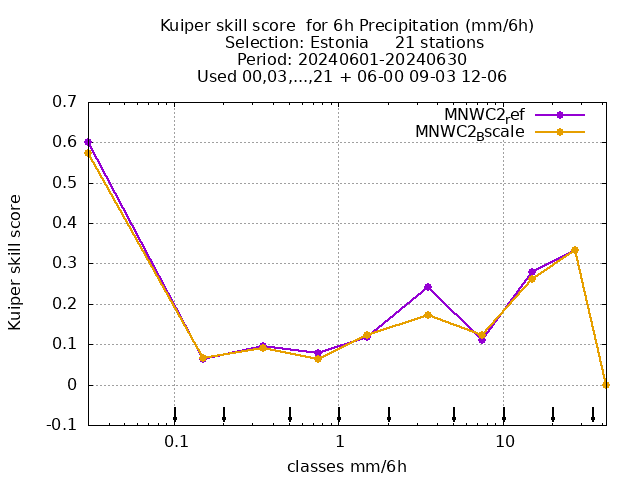 Kuiper skill score  for 6h Precipitation (mm/6h)
Selection: Estonia     21 stations
Period: 20240601-20240630
Used 00,03,...,21 + 06-00 09-03 12-06
MNWC2ref
MNWC2Bscale
0.7
0.6
0.5
0.4
0.3
0.2
0.1
0
-0.1
Kuiper skill score
0.1 1 10
classes mm/6h